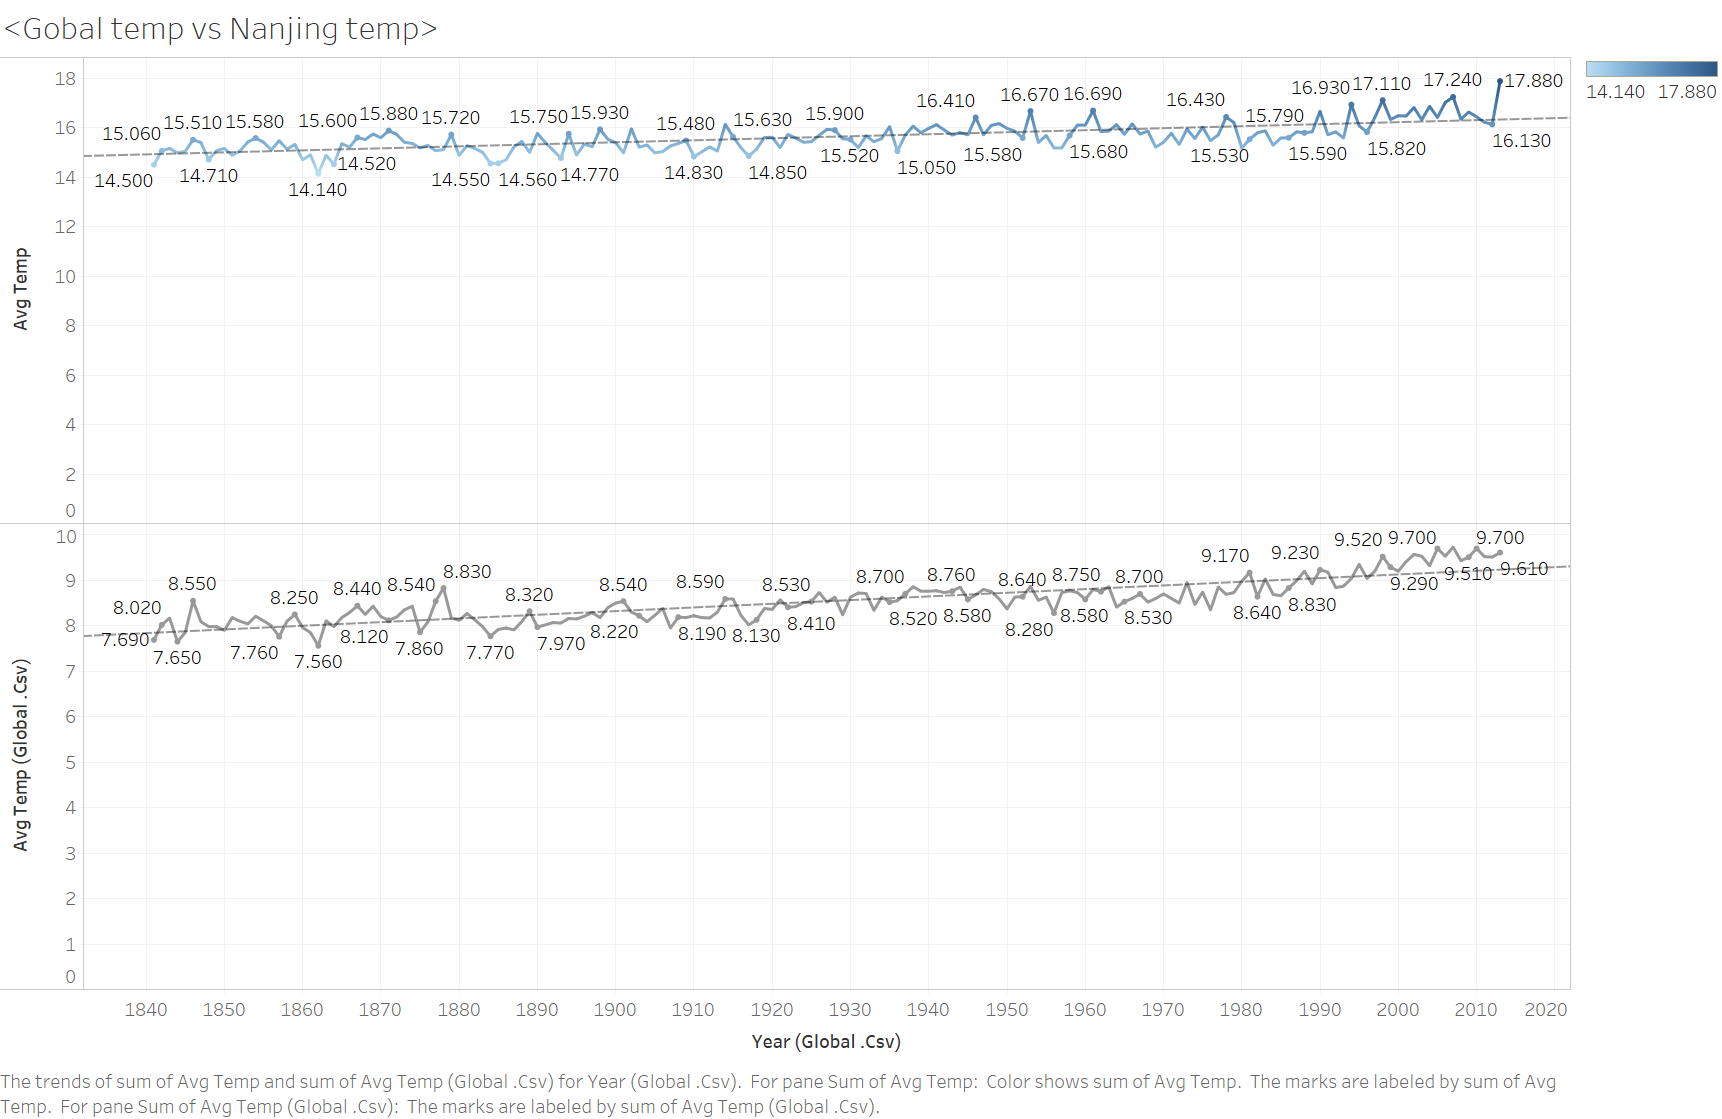 <Gobal temp vs Nanjing temp>
18
16
14
12
10
8
6
4
2
0
Avg Temp
15.060 15.510 15.580 15.600 15.880 15.720 15.750 15.930 15.480 15.630 15.900 16.410 16.670 16.690 16.430 15.790 16.930 17.110 17.240 17.880
14.500 14.710 14.140 14.520 14.550 14.560 14.770 14.830 14.850 15.520 15.050 15.580 15.680 15.530 15.590 15.820 16.130
14.140 17.880
10
9
8
7
6
5
4
3
2
1
0
Avg Temp (Global .Csv)
8.020 8.550 8.250 8.440 8.540 8.830 8.320 8.540 8.590 8.530 8.700 8.760 8.640 8.750 8.700 9.170 9.230 9.520 9.700 9.700
7.690 7.650 7.760 7.560 8.120 7.860 7.770 7.970 8.220 8.190 8.130 8.410 8.520 8.580 8.280 8.580 8.530 8.640 8.830 9.290 9.510 9.610
1840 1850 1860 1870 1880 1890 1900 1910 1920 1930 1940 1950 1960 1970 1980 1990 2000 2010 2020
Year (Global .Csv)
The trends of sum of Avg Temp and sum of Avg Temp (Global .Csv) for Year (Global .Csv).  For pane Sum of Avg Temp:  Color shows sum of Avg Temp.  The marks are labeled by sum of Avg
Temp.  For pane Sum of Avg Temp (Global .Csv):  The marks are labeled by sum of Avg Temp (Global .Csv).